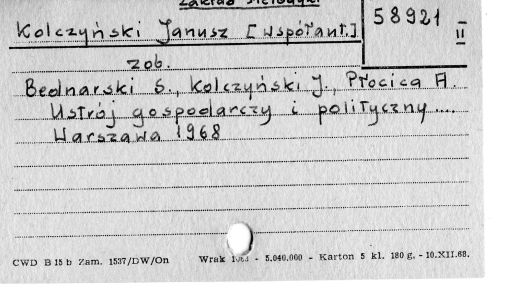 58921
II
Kolczyński Janusz [współaut.]
zob.
Bednarski S., Kolczyński J., Płocica A.
Ustrój gospodarczy i polityczny....
Warszawa 1968
CWD B 15 b Zam. 1537/DW/On Wrak - 5.040.000 - Karton 5 kl. 180 g. - 10.XII.68.